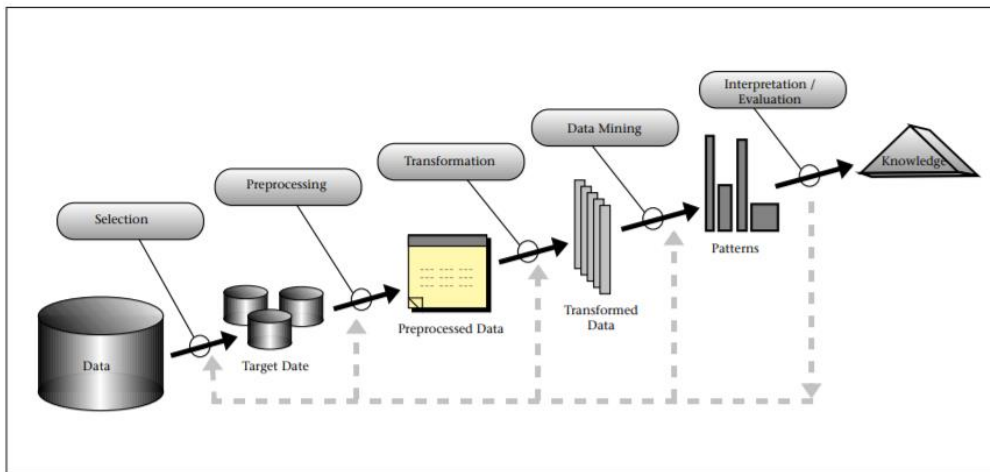 Interpretation /
Evaluation
Data Mining
Transformation
Preprocessing
Selection
Data
Target Date
Preprocessed Data
Transformed
Data
Patterns
Knowledge